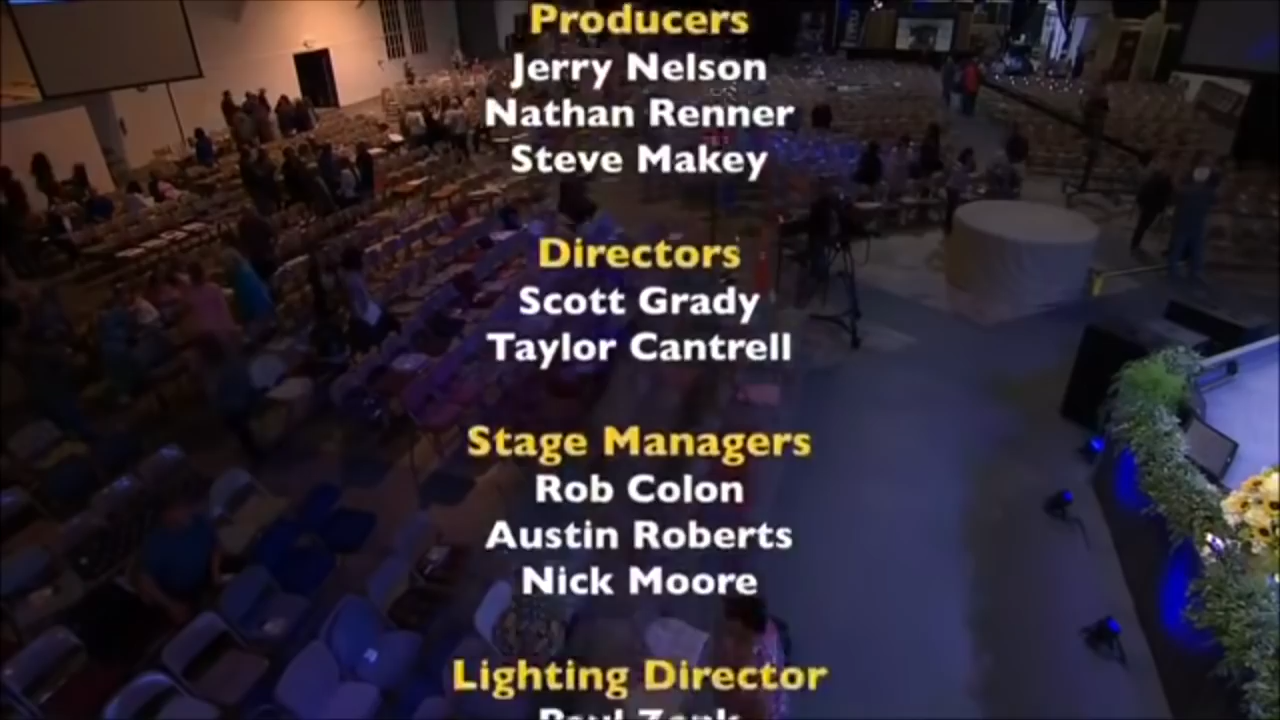 Producers
Jerry Nelson
Nathan Renner
Steve Makey
Directors
Scott Grady
Taylor Cantrell
Stage Managers
Rob Colon
Austin Roberts
Nick Moore
Lighting Director
Paul